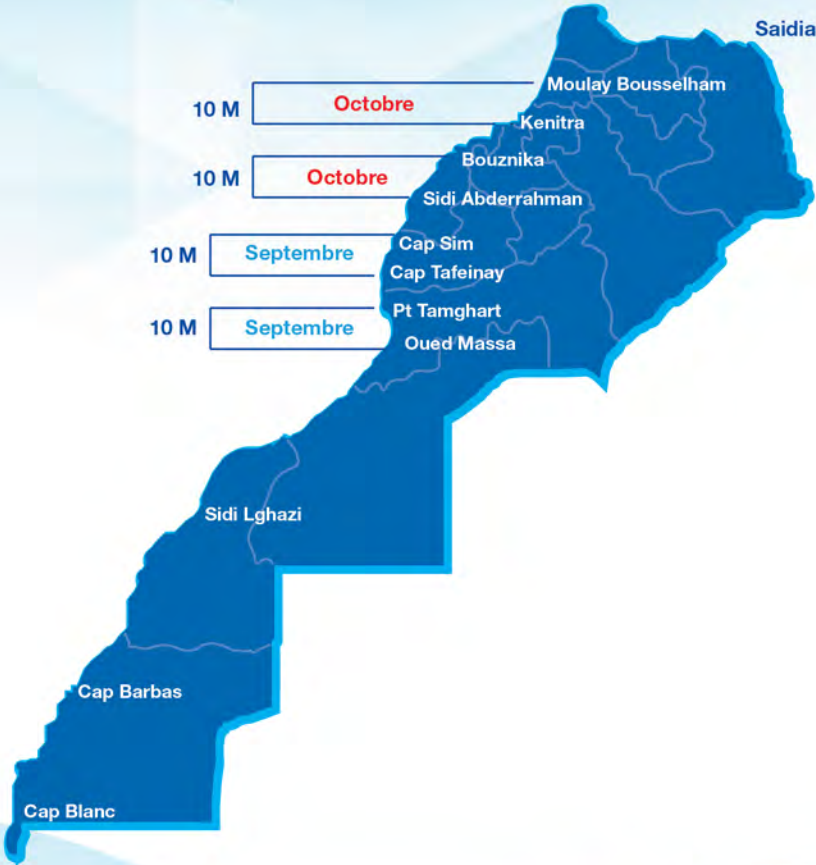 Saidia
Moulay Bousselham
10 M
Octobre
Kenitra
Bouznika
10 M
Octobre
Sidi Abderrahman
Cap Sim
10 M
Septembre
Cap Tafeinay
Pt Tamghart
10 M
Septembre
Oued Massa
Sidi Lghazi
Cap Barbas
Cap Blanc